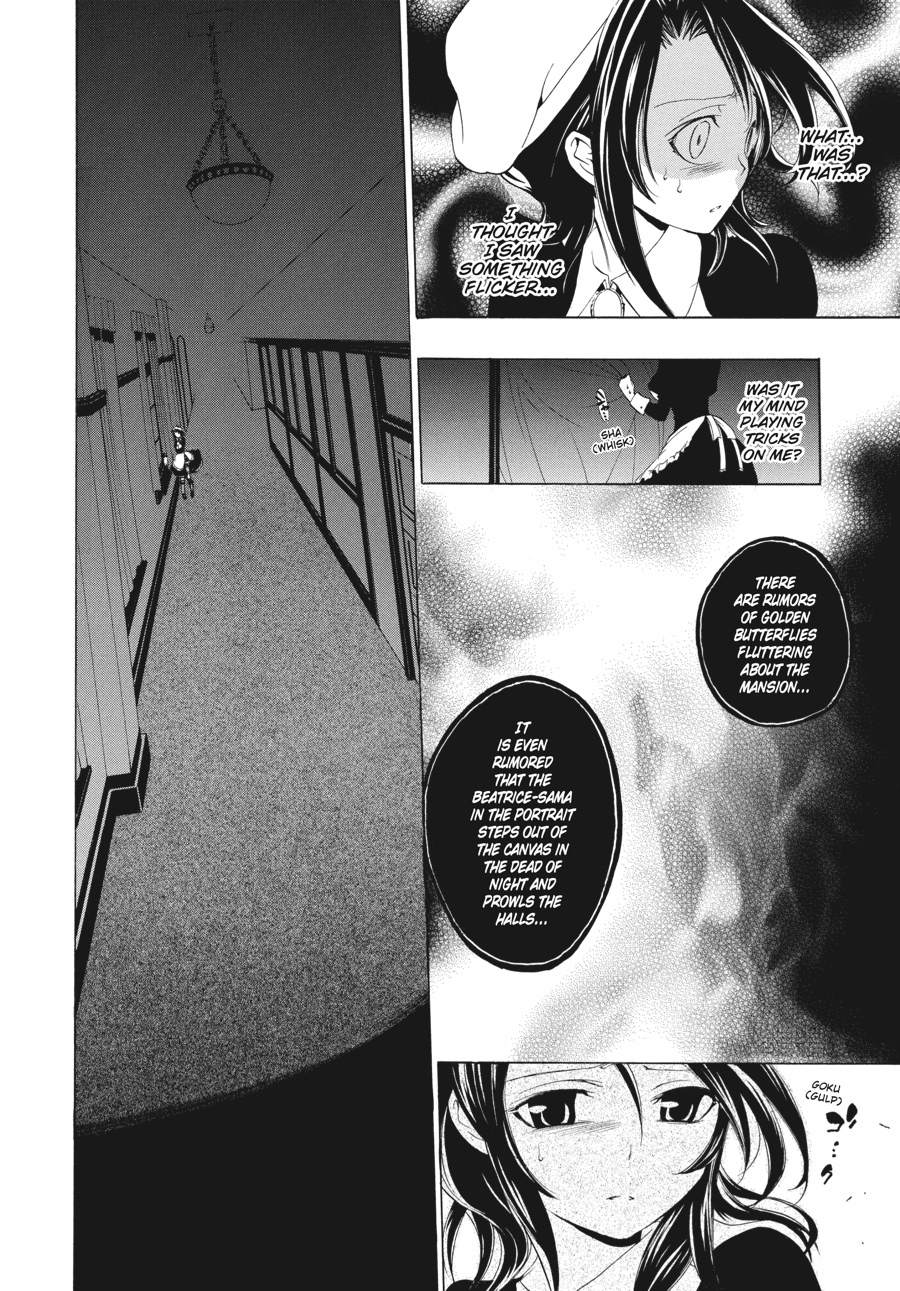 WHAT...
WAS
THAT...?
I
THOUGHT
I SAW
SOMETHING
FLICKER...
WAS IT
MY MIND
PLAYING
TRICKS
ON ME?
SHA
(WHISK)
THERE
ARE RUMORS
OF GOLDEN
BUTTERFLIES
FLUTTERING
ABOUT THE
MANSION...
IT
IS EVEN
RUMORED
THAT THE
BEATRICE-SAMA
IN THE PORTRAIT
STEPS OUT OF
THE CANVAS IN
THE DEAD OF
NIGHT AND
PROWLS THE
HALLS...
GOKU
(GULP)
ゴ…ク